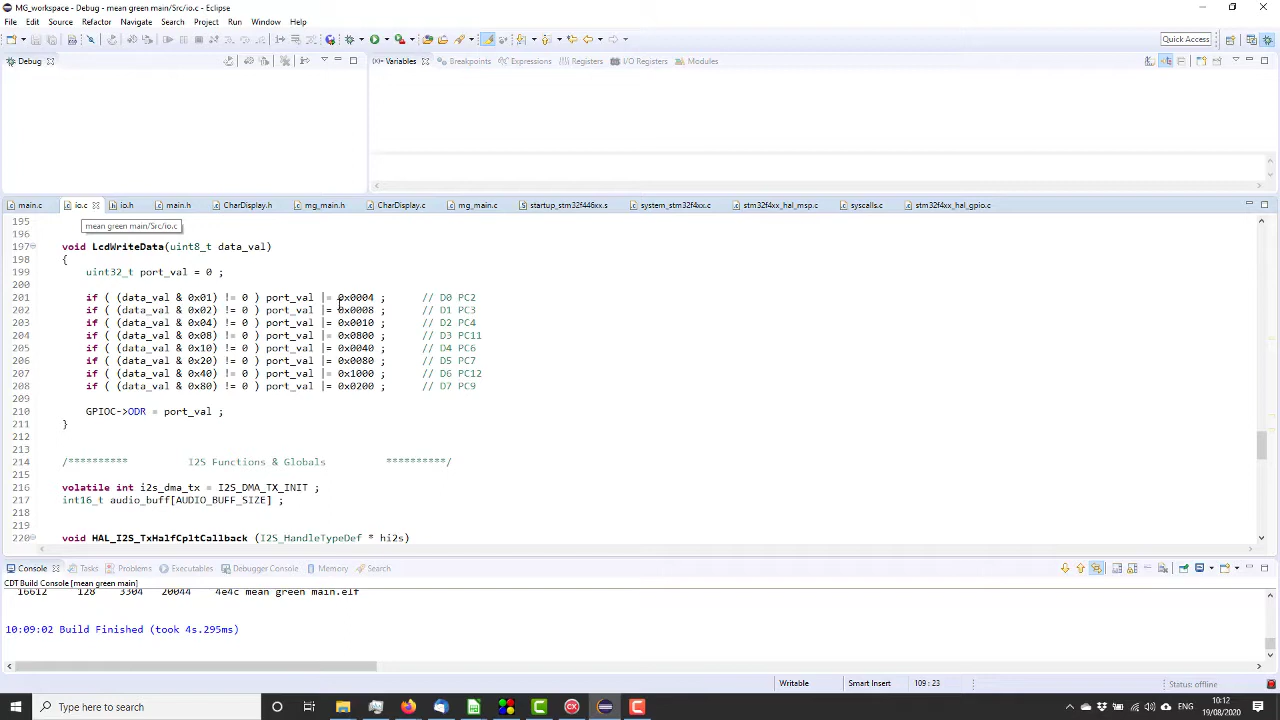 MG_workspace - Debug - mean green main/Src/io.c - Eclipse
File Edit Source Refactor Navigate Search Project Run Window Help
Quick Access
Debug
(x)= Variables Breakpoints Expressions Registers I/O Registers Modules
main.c io.c io.h main.h CharDisplay.h mg_main.h CharDisplay.c mg_main.c startup_stm32f446xx.s system_stm32f4xx.c stm32f4xx_hal_msp.c syscalls.c stm32f4xx_hal_gpio.c
mean green main/Src/io.c
195
196
197 void LcdWriteData(uint8_t data_val)
198 {
199 uint32_t port_val = 0 ;
200
201 if ( (data_val & 0x01) != 0 ) port_val |= 0x0004 ; // D0 PC2
202 if ( (data_val & 0x02) != 0 ) port_val |= 0x0008 ; // D1 PC3
203 if ( (data_val & 0x04) != 0 ) port_val |= 0x0010 ; // D2 PC4
204 if ( (data_val & 0x08) != 0 ) port_val |= 0x0800 ; // D3 PC11
205 if ( (data_val & 0x10) != 0 ) port_val |= 0x0040 ; // D4 PC6
206 if ( (data_val & 0x20) != 0 ) port_val |= 0x0080 ; // D5 PC7
207 if ( (data_val & 0x40) != 0 ) port_val |= 0x1000 ; // D6 PC12
208 if ( (data_val & 0x80) != 0 ) port_val |= 0x0200 ; // D7 PC9
209
210 GPIOC->ODR = port_val ;
211 }
212
213
214 /********** I2S Functions & Globals **********/
215
216 volatile int i2s_dma_tx = I2S_DMA_TX_INIT ;
217 int16_t audio_buff[AUDIO_BUFF_SIZE] ;
218
219
220 void HAL_I2S_TxHalfCpltCallback (I2S_HandleTypeDef * hi2s)
Console Tasks Problems Executables Debugger Console Memory Search
CDT Build Console [mean green main]
16612 128 3304 20044 4e4c mean green main.elf
10:09:02 Build Finished (took 4s.295ms)
Writable Smart Insert 109 : 23 Status: offline
Type here to search
ENG
10:12
19/08/2020